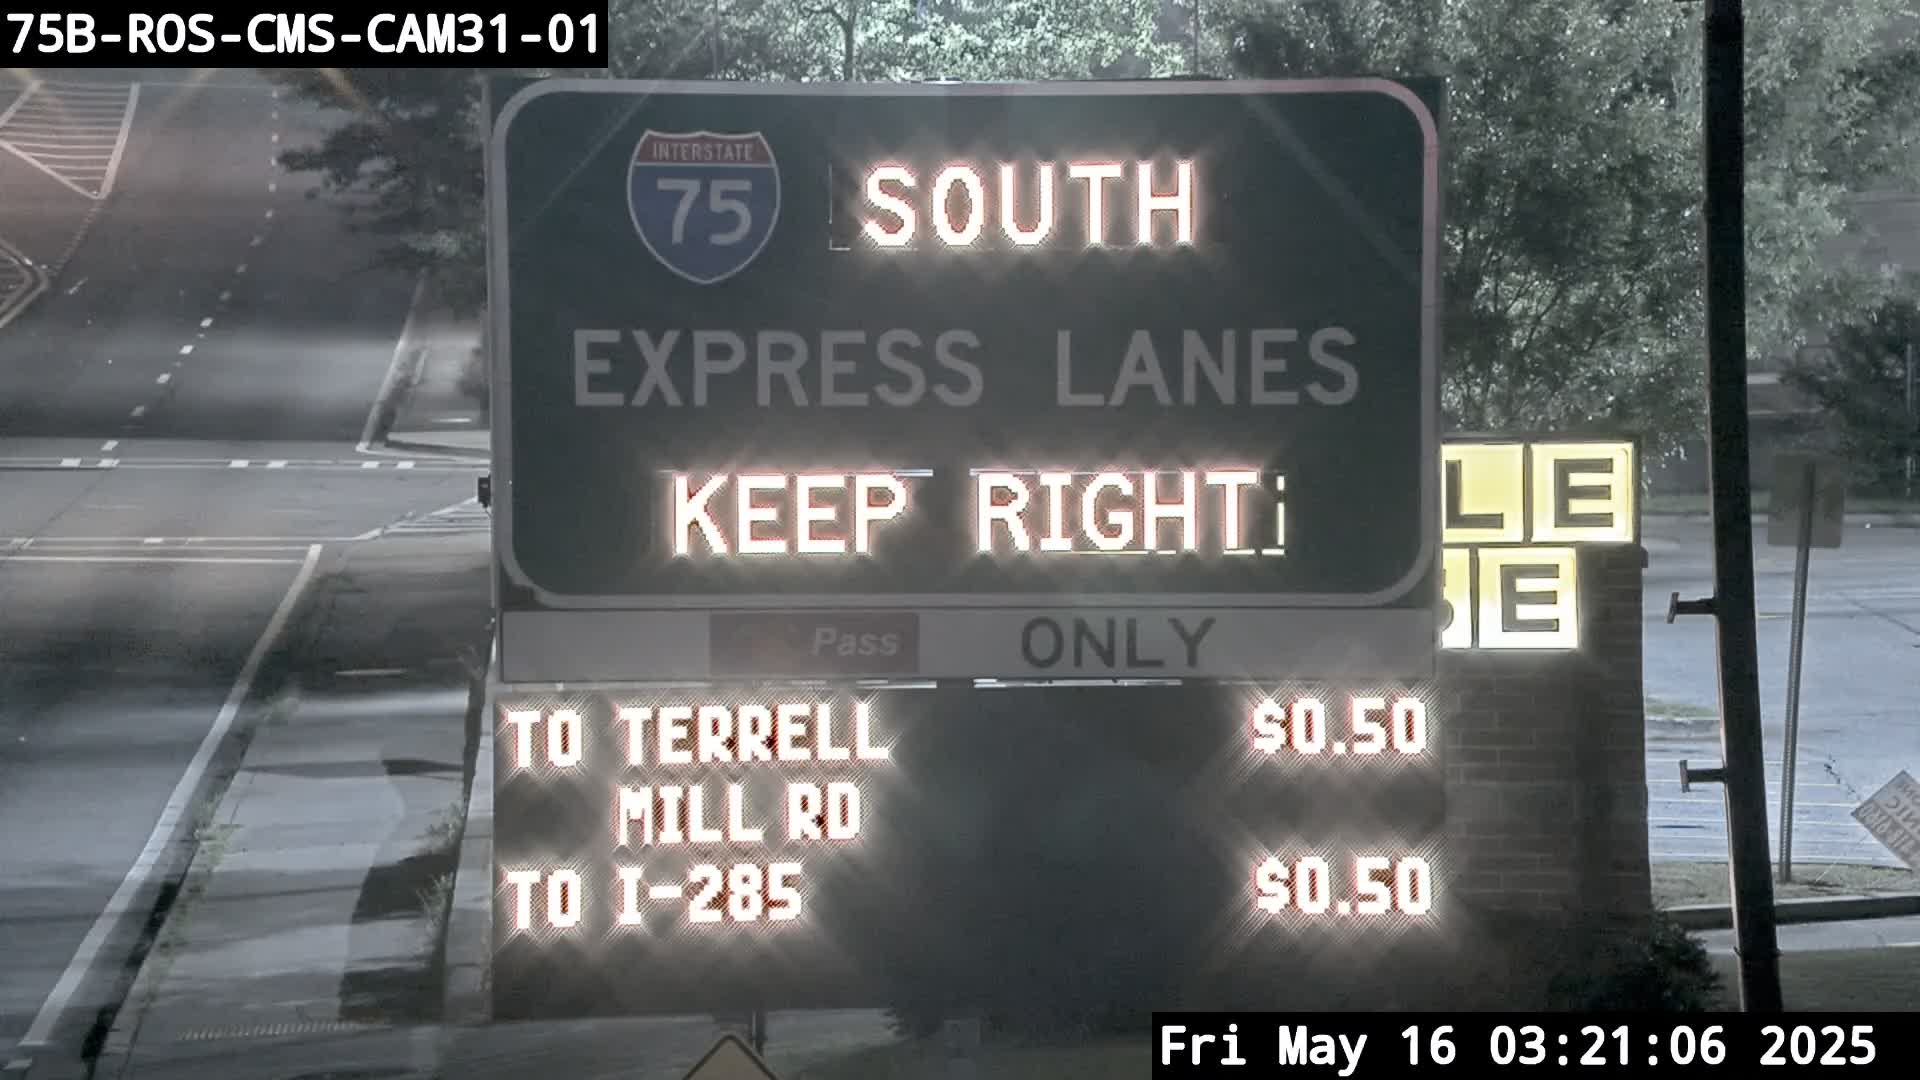 75B-ROS-CMS-CAM31-01
INTERSTATE
75
SOUTH
EXPRESS LANES
KEEP RIGHT
Pass ONLY
LE
E
TO TERRELL $0.50
MILL RD
TO I-285 $0.50
Fri May 16 03:21:06 2025